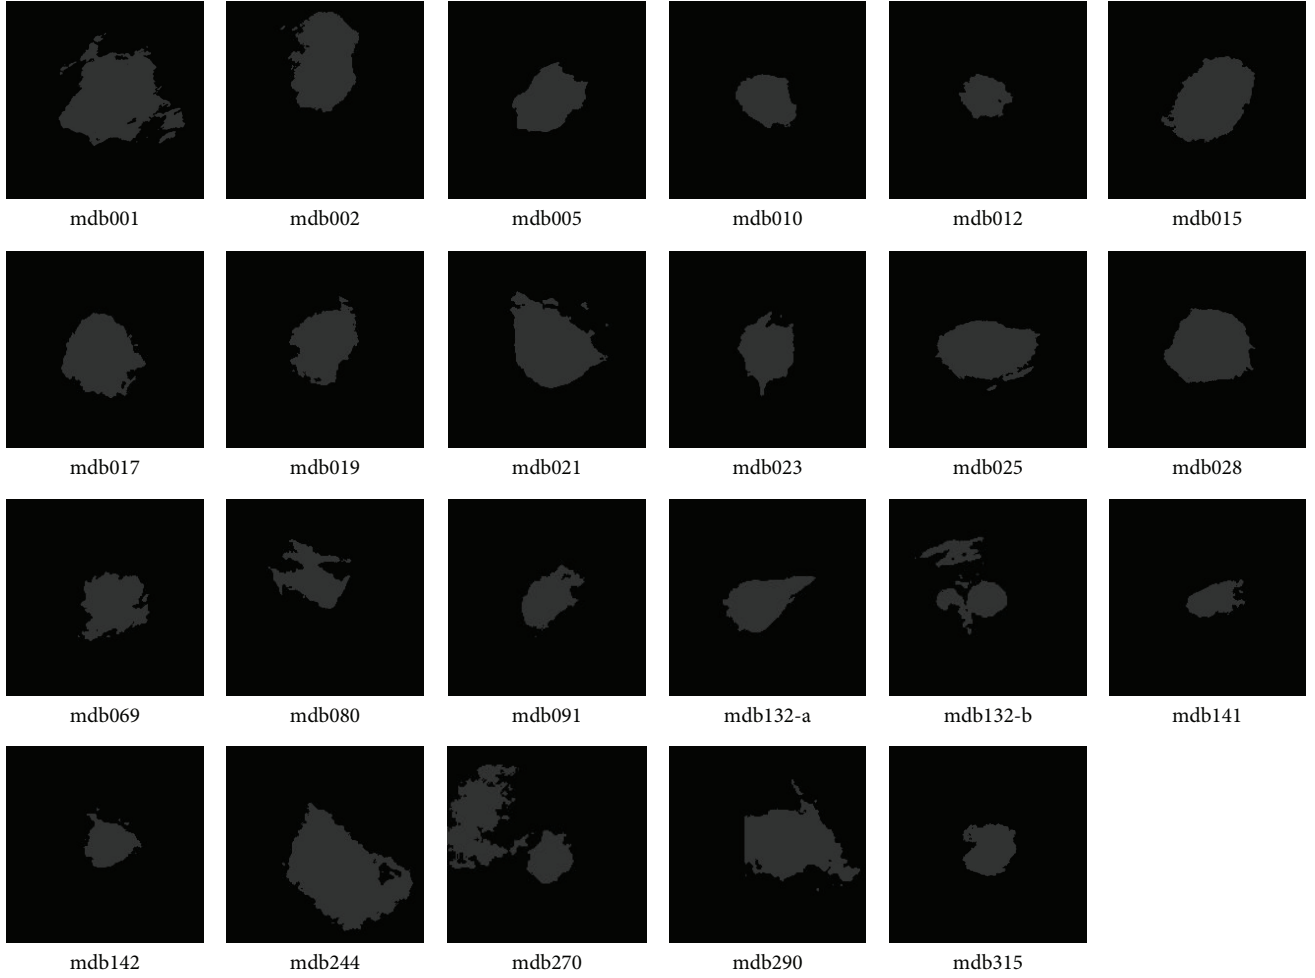 mdb001 mdb002 mdb005 mdb010 mdb012 mdb015
mdb017 mdb019 mdb021 mdb023 mdb025 mdb028
mdb069 mdb080 mdb091 mdb132-a mdb132-b mdb141
mdb142 mdb244 mdb270 mdb290 mdb315